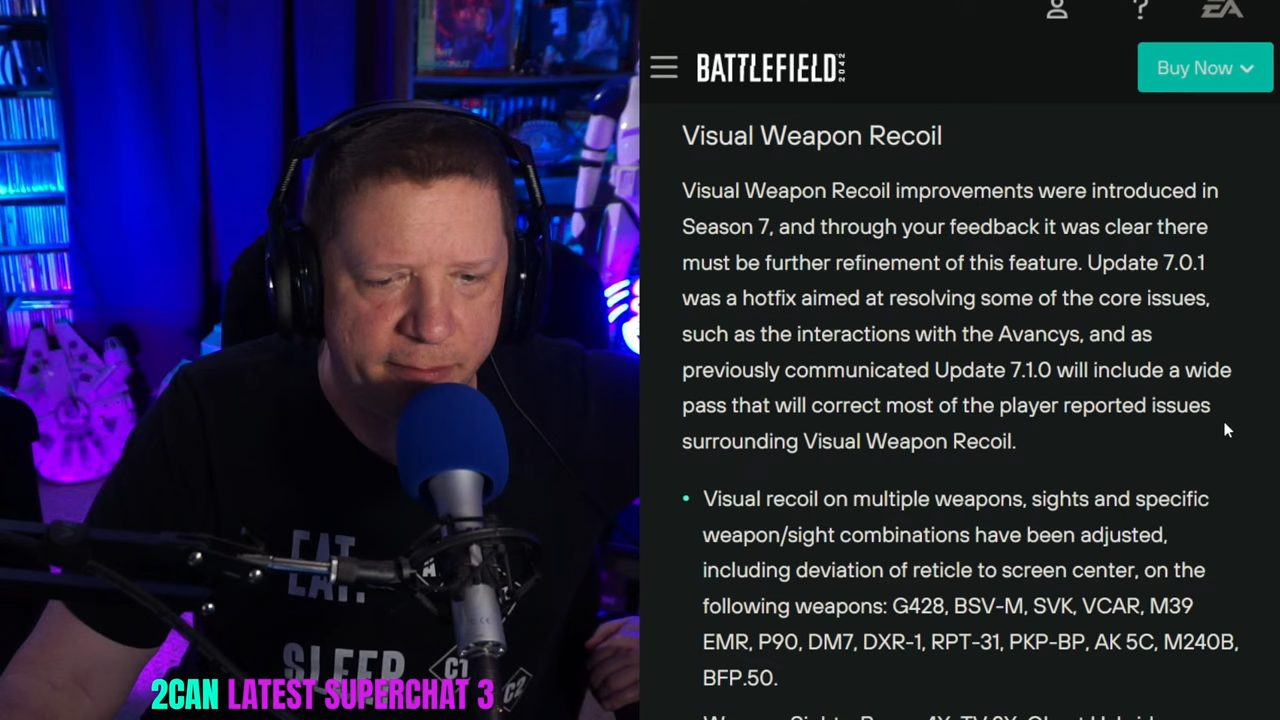 EA
BATTLEFIELD 2042
Buy Now
Visual Weapon Recoil
Visual Weapon Recoil improvements were introduced in
Season 7, and through your feedback it was clear there
must be further refinement of this feature. Update 7.0.1
was a hotfix aimed at resolving some of the core issues,
such as the interactions with the Avancys, and as
previously communicated Update 7.1.0 will include a wide
pass that will correct most of the player reported issues
surrounding Visual Weapon Recoil.
• Visual recoil on multiple weapons, sights and specific
weapon/sight combinations have been adjusted,
including deviation of reticle to screen center, on the
following weapons: G428, BSV-M, SVK, VCAR, M39
EMR, P90, DM7, DXR-1, RPT-31, PKP-BP, AK 5C, M240B,
BFP.50.
EAT.
SLEEP
C1
C2
2CAN LATEST SUPERCHAT 3